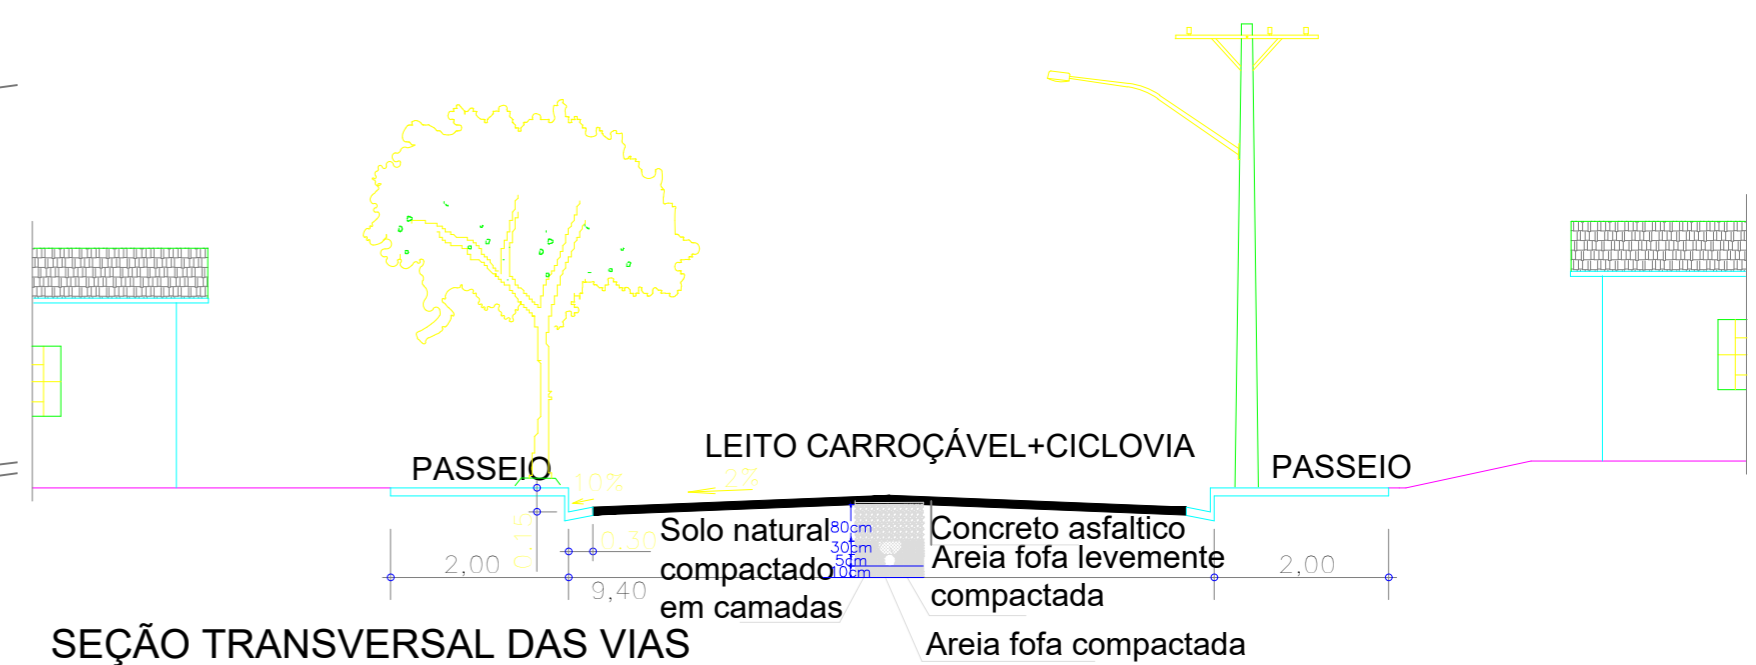 LEITO CARROÇÁVEL+CICLOVIA
PASSEIO
PASSEIO
10%
2%
0,15
0,30
2,00
9,40
2,00
Solo natural
compactado
em camadas
80cm
30cm
5cm
10cm
Concreto asfaltico
Areia fofa levemente
compactada
Areia fofa compactada
SEÇÃO TRANSVERSAL DAS VIAS